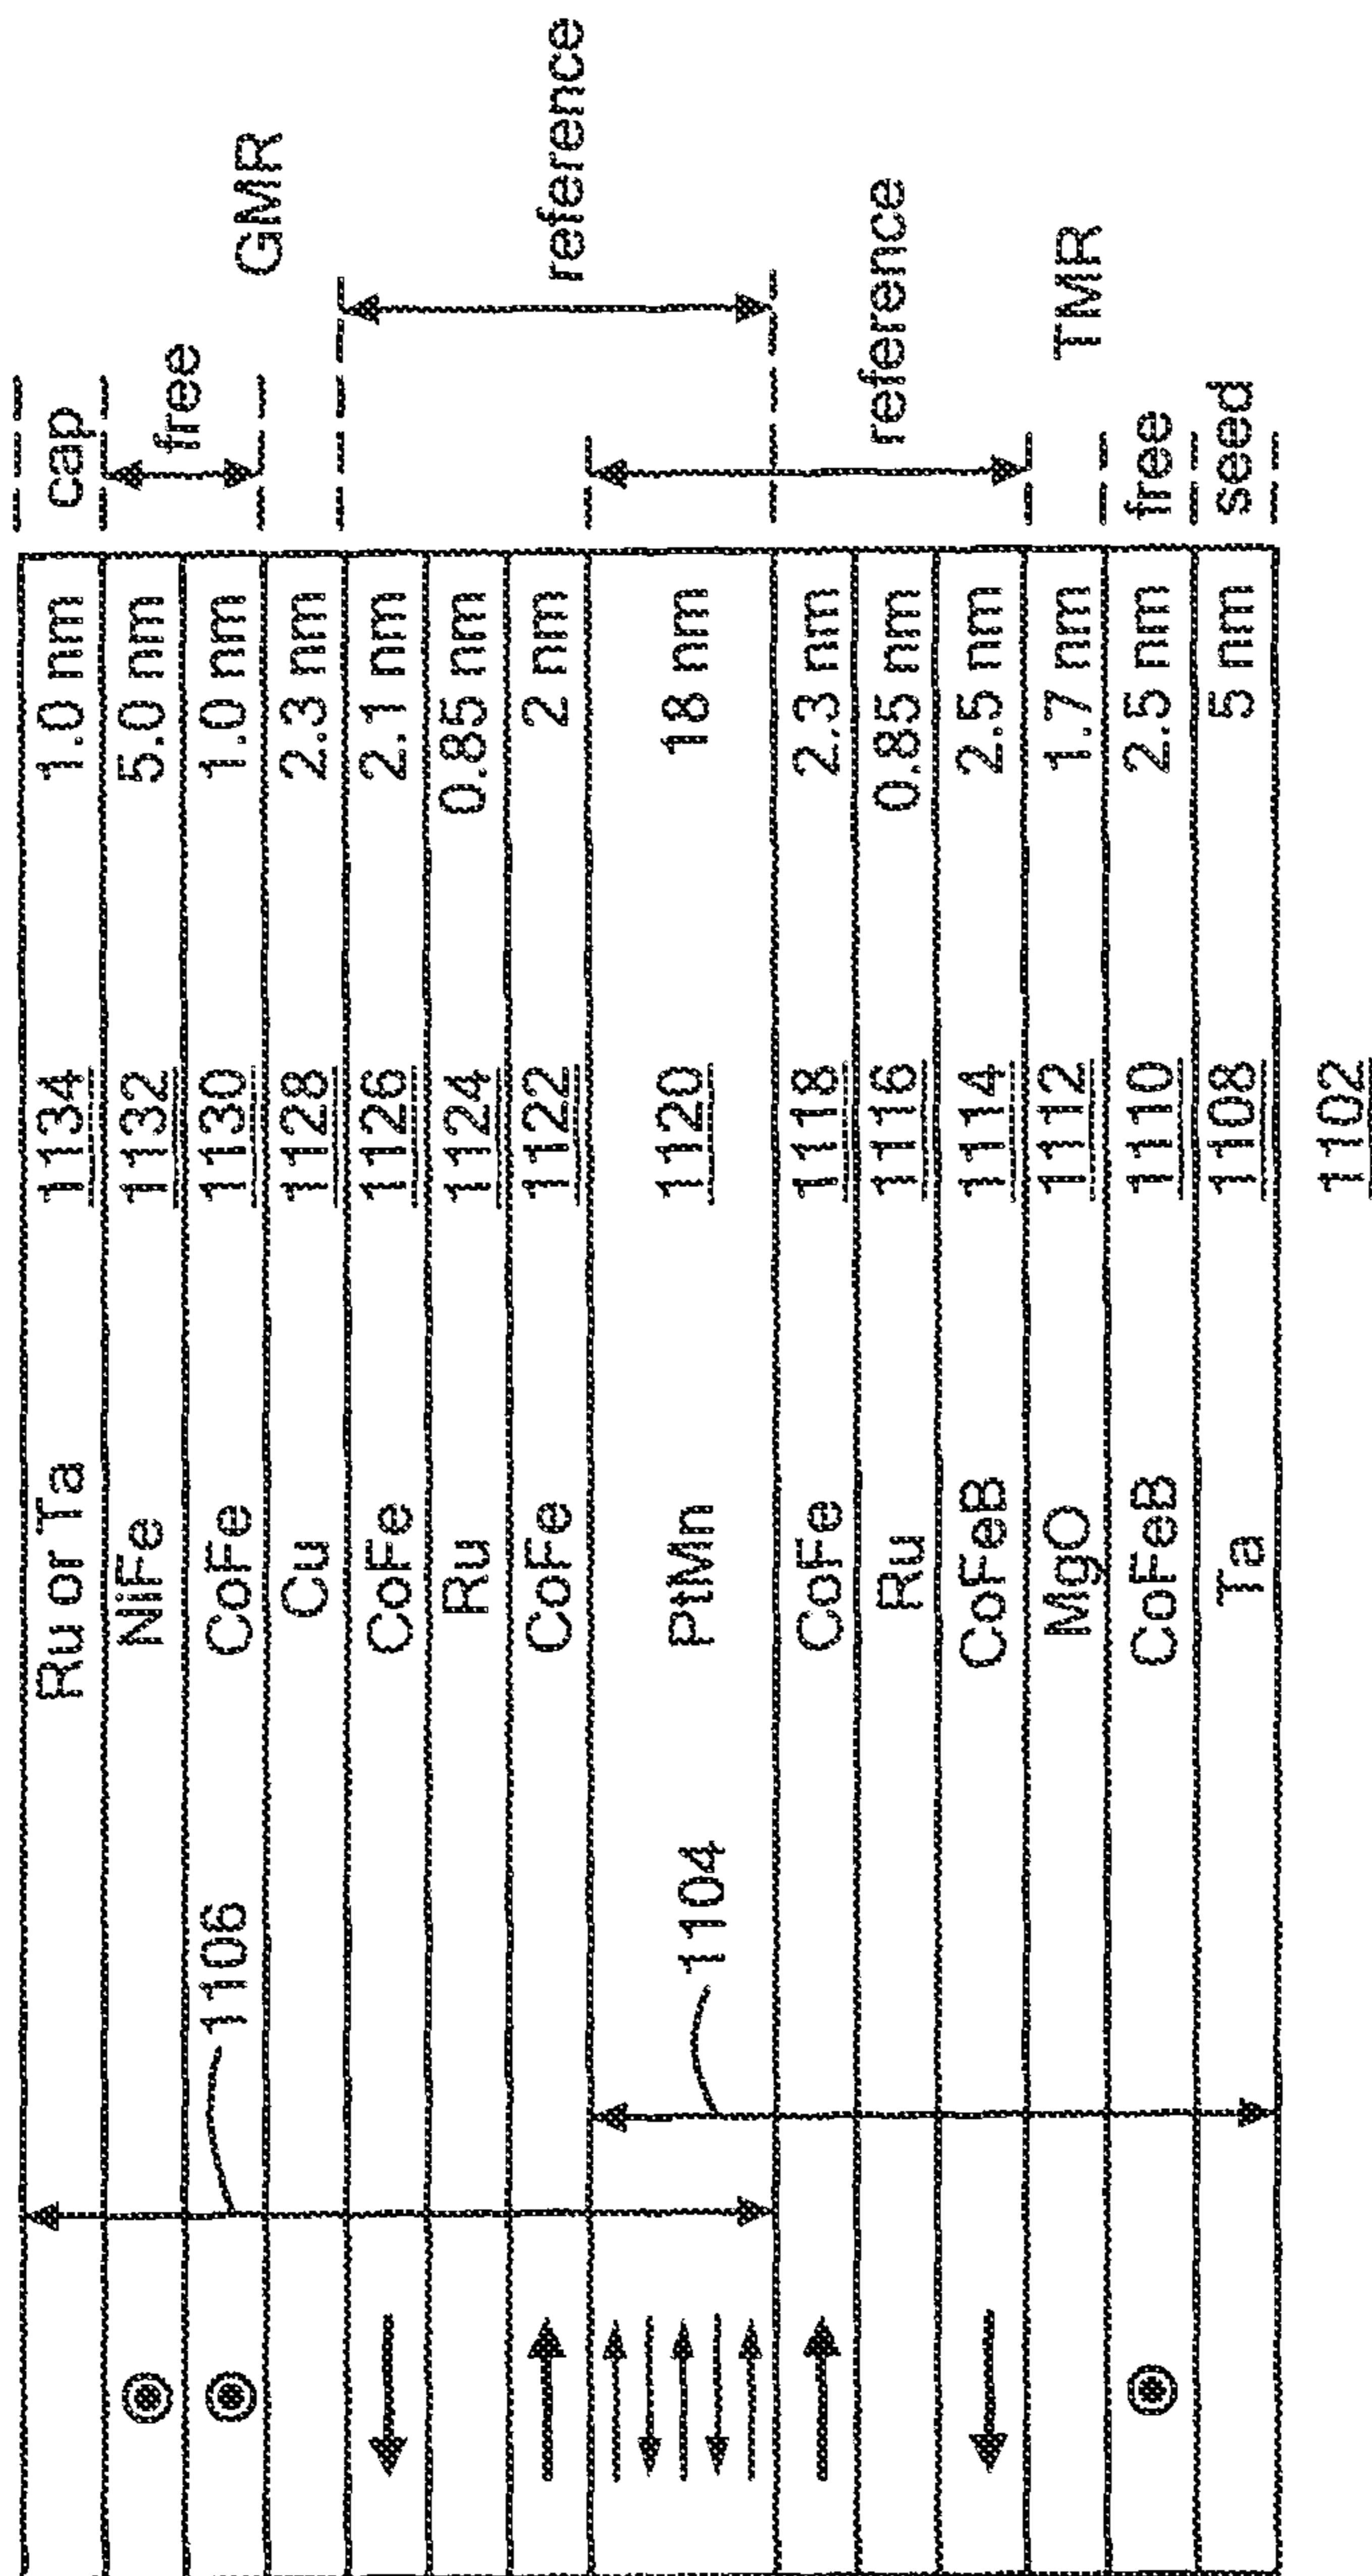 Ru or Ta 1134 1.0 nm cap
NiFe 1132 5.0 nm free
1106 CoFe 1130 1.0 nm
GMR
Cu 1128 2.3 nm
CoFe 1126 2.1 nm
Ru 1124 0.85 nm
CoFe 1122 2 nm reference
1104 PtMn 1120 18 nm
CoFe 1118 2.3 nm
Ru 1116 0.85 nm reference
CoFeB 1114 2.5 nm
MgO 1112 1.7 nm TMR
CoFeB 1110 2.5 nm free
Ta 1108 5 nm seed
1102